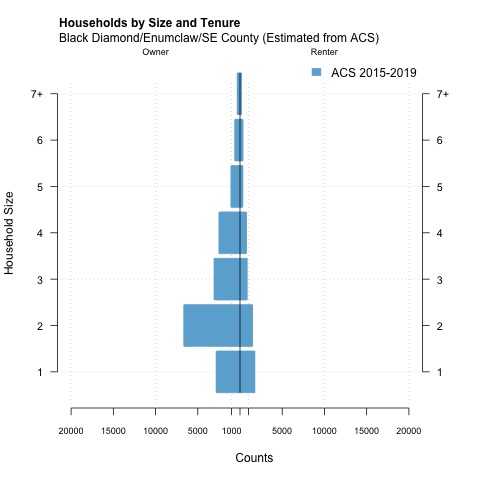 Households by Size and Tenure
Black Diamond/Enumclaw/SE County (Estimated from ACS)
Owner Renter
ACS 2015-2019
7+ 7+
6 6
5 5
4 4
3 3
2 2
1 1
Household Size
20000 15000 10000 5000 1000 5000 10000 15000 20000
Counts